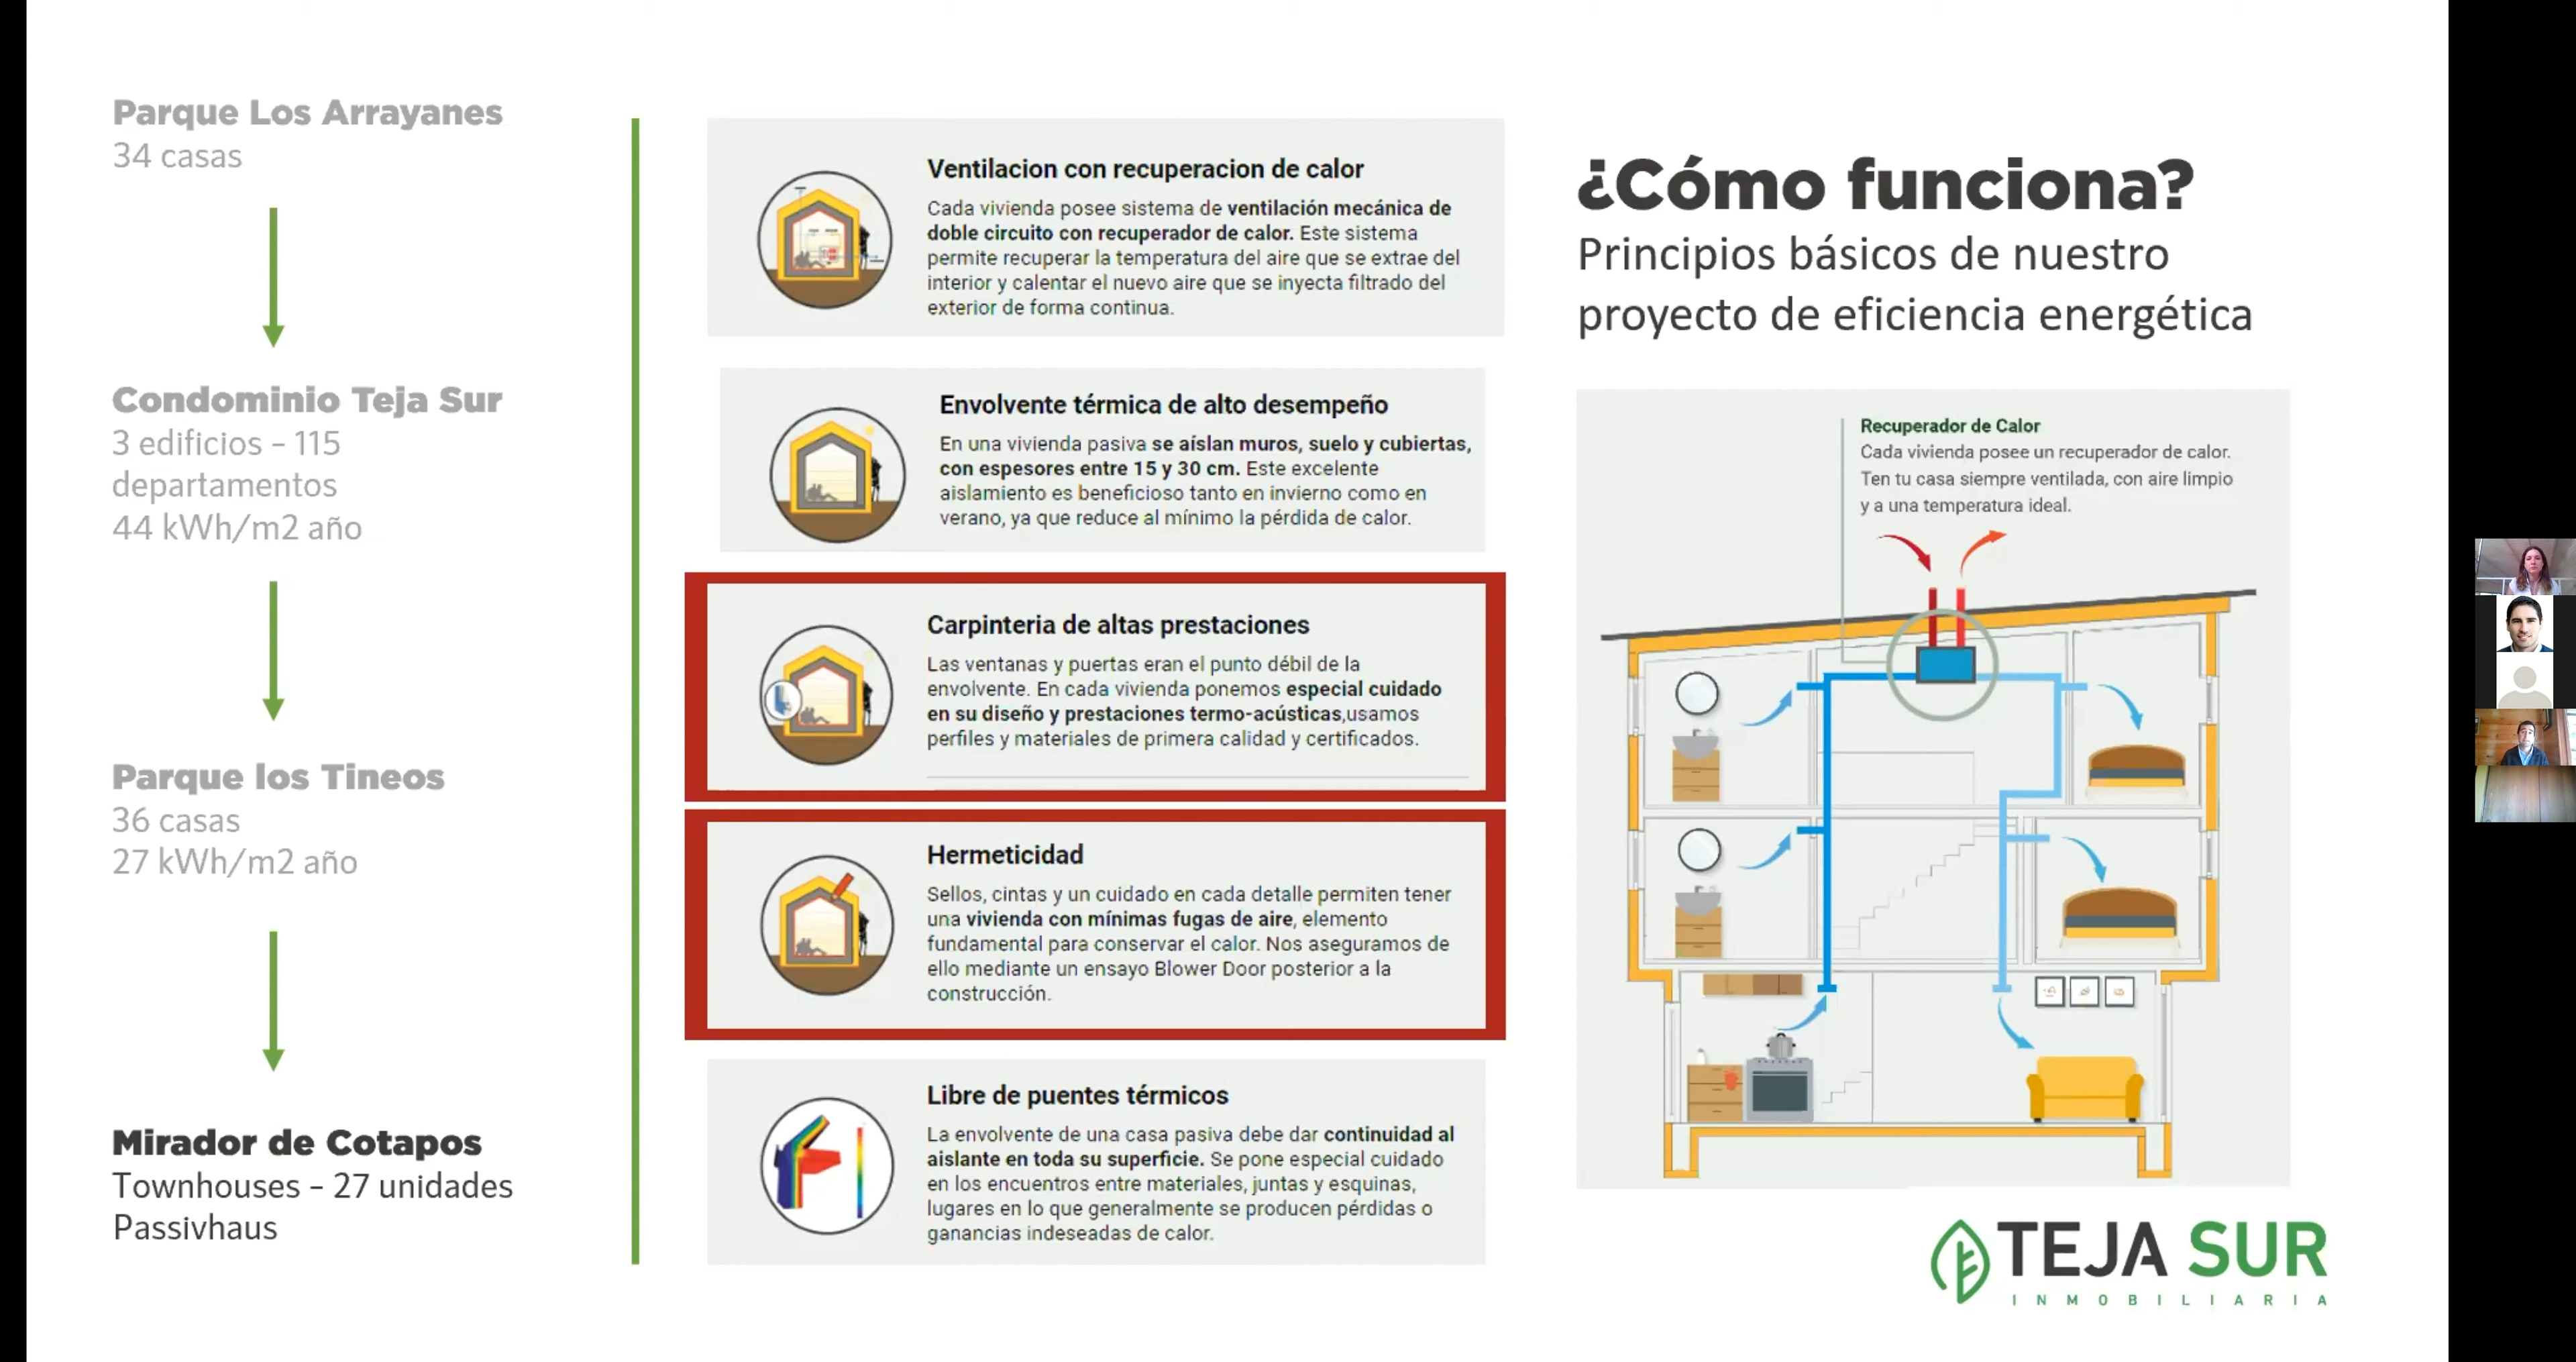 Parque Los Arrayanes
34 casas
Condominio Teja Sur
3 edificios – 115
departamentos
44 kWh/m2 año
Parque los Tineos
36 casas
27 kWh/m2 año
Mirador de Cotapos
Townhouses – 27 unidades
Passivhaus
Ventilacion con recuperacion de calor
Cada vivienda posee sistema de ventilación mecánica de
doble circuito con recuperador de calor. Este sistema
permite recuperar la temperatura del aire que se extrae del
interior y calentar el nuevo aire que se inyecta filtrado del
exterior de forma continua.
Envolvente térmica de alto desempeño
En una vivienda pasiva se aíslan muros, suelo y cubiertas,
con espesores entre 15 y 30 cm. Este excelente
aislamiento es beneficioso tanto en invierno como en
verano, ya que reduce al mínimo la pérdida de calor.
Carpinteria de altas prestaciones
Las ventanas y puertas eran el punto débil de la
envolvente. En cada vivienda ponemos especial cuidado
en su diseño y prestaciones termo-acústicas,usamos
perfiles y materiales de primera calidad y certificados.
Hermeticidad
Sellos, cintas y un cuidado en cada detalle permiten tener
una vivienda con mínimas fugas de aire, elemento
fundamental para conservar el calor. Nos aseguramos de
ello mediante un ensayo Blower Door posterior a la
construcción.
Libre de puentes térmicos
La envolvente de una casa pasiva debe dar continuidad al
aislante en toda su superficie. Se pone especial cuidado
en los encuentros entre materiales, juntas y esquinas,
lugares en lo que generalmente se producen pérdidas o
ganancias indeseadas de calor.
¿Cómo funciona?
Principios básicos de nuestro
proyecto de eficiencia energética
Recuperador de Calor
Cada vivienda posee un recuperador de calor.
Ten tu casa siempre ventilada, con aire limpio
y a una temperatura ideal.
TEJA SUR
INMOBILIARIA